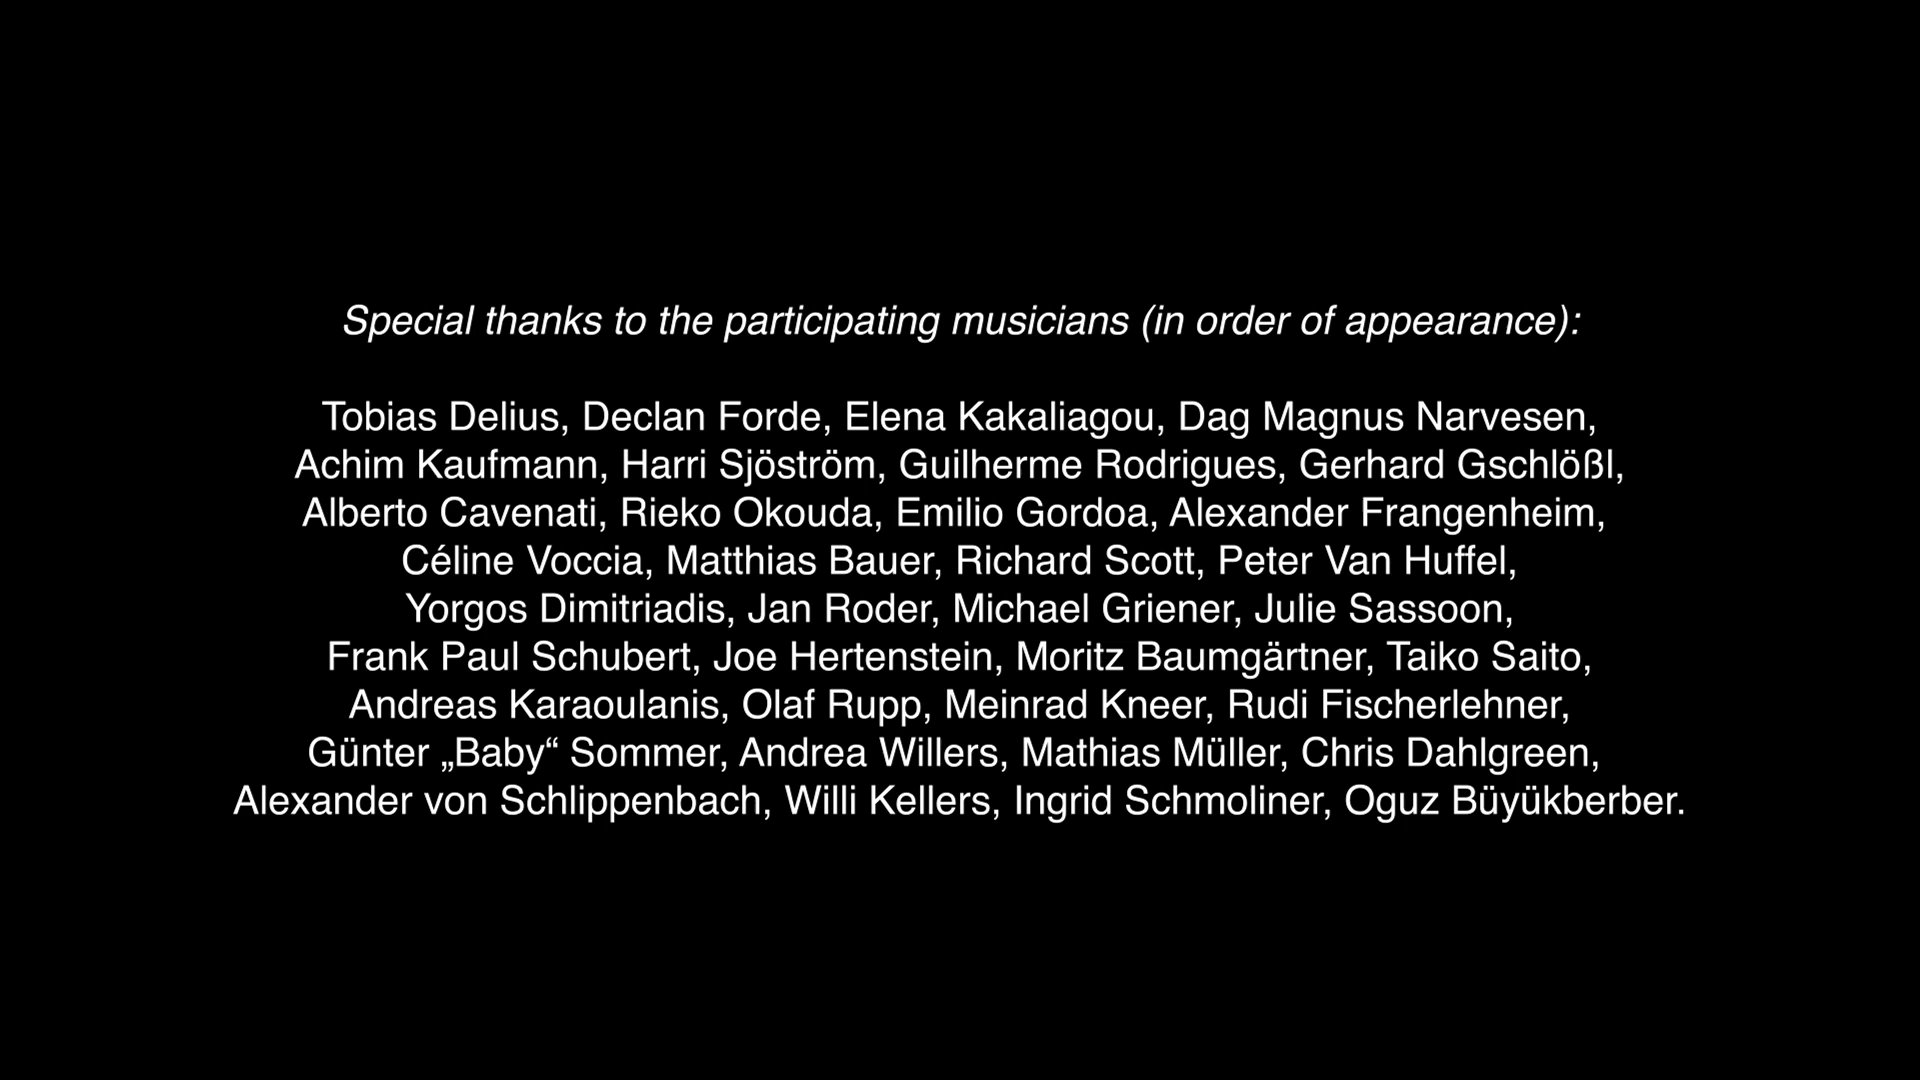 Special thanks to the participating musicians (in order of appearance):
Tobias Delius, Declan Forde, Elena Kakaliagou, Dag Magnus Narvesen,
Achim Kaufmann, Harri Sjöström, Guilherme Rodrigues, Gerhard Gschlößl,
Alberto Cavenati, Rieko Okouda, Emilio Gordoa, Alexander Frangenheim,
Céline Voccia, Matthias Bauer, Richard Scott, Peter Van Huffel,
Yorgos Dimitriadis, Jan Roder, Michael Griener, Julie Sassoon,
Frank Paul Schubert, Joe Hertenstein, Moritz Baumgärtner, Taiko Saito,
Andreas Karaoulanis, Olaf Rupp, Meinrad Kneer, Rudi Fischerlehner,
Günter „Baby“ Sommer, Andrea Willers, Mathias Müller, Chris Dahlgreen,
Alexander von Schlippenbach, Willi Kellers, Ingrid Schmoliner, Oguz Büyükberber.